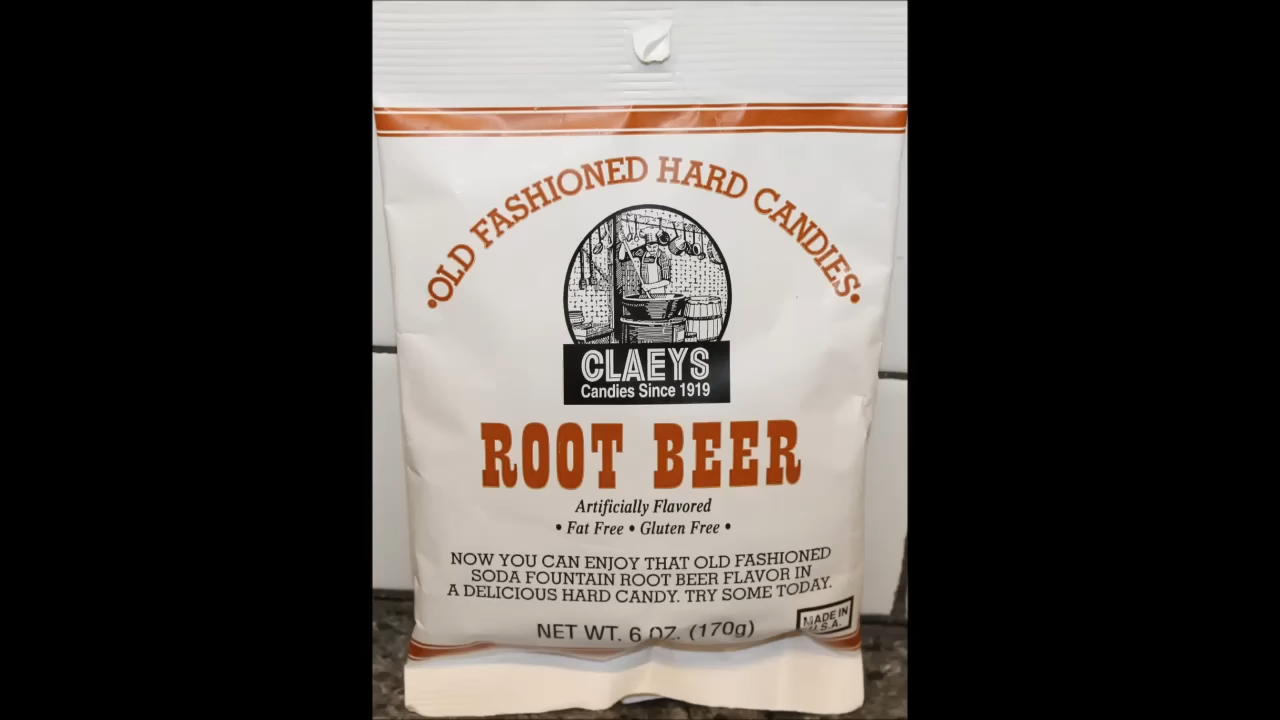 •OLD FASHIONED HARD CANDIES•
CLAEYS
Candies Since 1919
ROOT BEER
Artificially Flavored
• Fat Free • Gluten Free •
NOW YOU CAN ENJOY THAT OLD FASHIONED
SODA FOUNTAIN ROOT BEER FLAVOR IN
A DELICIOUS HARD CANDY. TRY SOME TODAY.
MADE IN
U.S.A.
NET WT. 6 OZ. (170g)